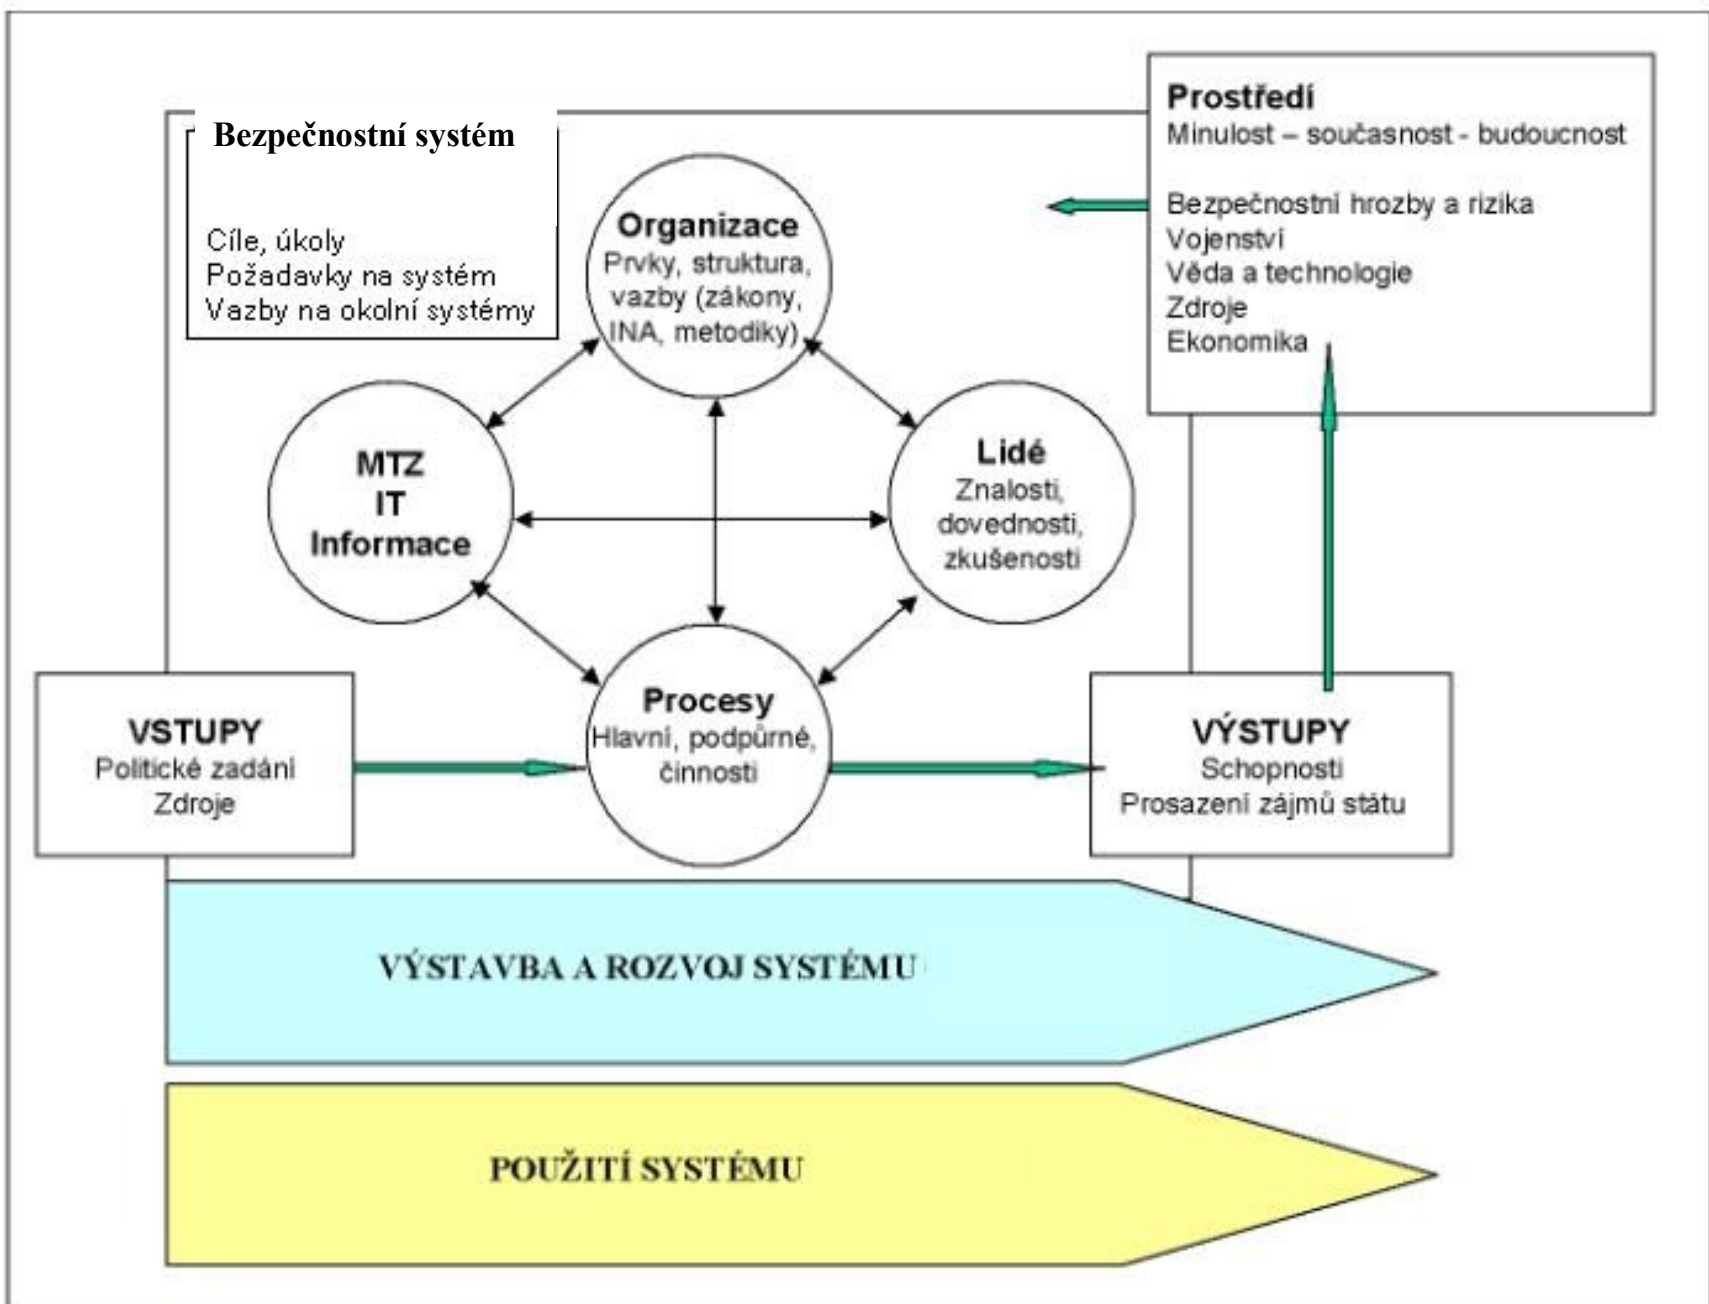 Bezpečnostní systém
Cíle, úkoly
Požadavky na systém
Vazby na okolní systémy
Organizace
Prvky, struktura,
vazby (zákony,
INA, metodiky)
Prostředí
Minulost – současnost - budoucnost
Bezpečnostní hrozby a rizika
Vojenství
Věda a technologie
Zdroje
Ekonomika
MTZ
IT
Informace
Lidé
Znalosti,
dovednosti,
zkušenosti
VSTUPY
Politické zadání
Zdroje
Procesy
Hlavní, podpůrné,
činnosti
VÝSTUPY
Schopnosti
Prosazení zájmů státu
VÝSTAVBA A ROZVOJ SYSTÉMU
POUŽITÍ SYSTÉMU